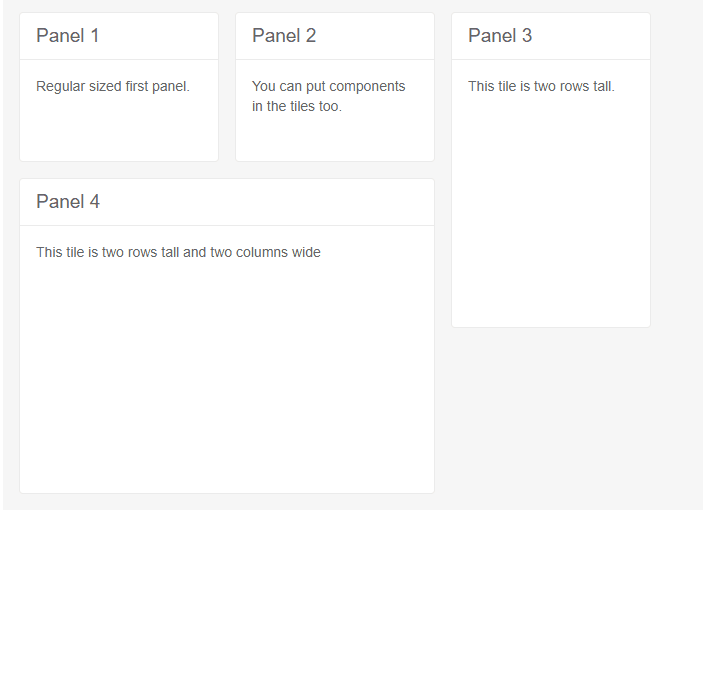 Panel 1
Regular sized first panel.
Panel 2
You can put components
in the tiles too.
Panel 3
This tile is two rows tall.
Panel 4
This tile is two rows tall and two columns wide